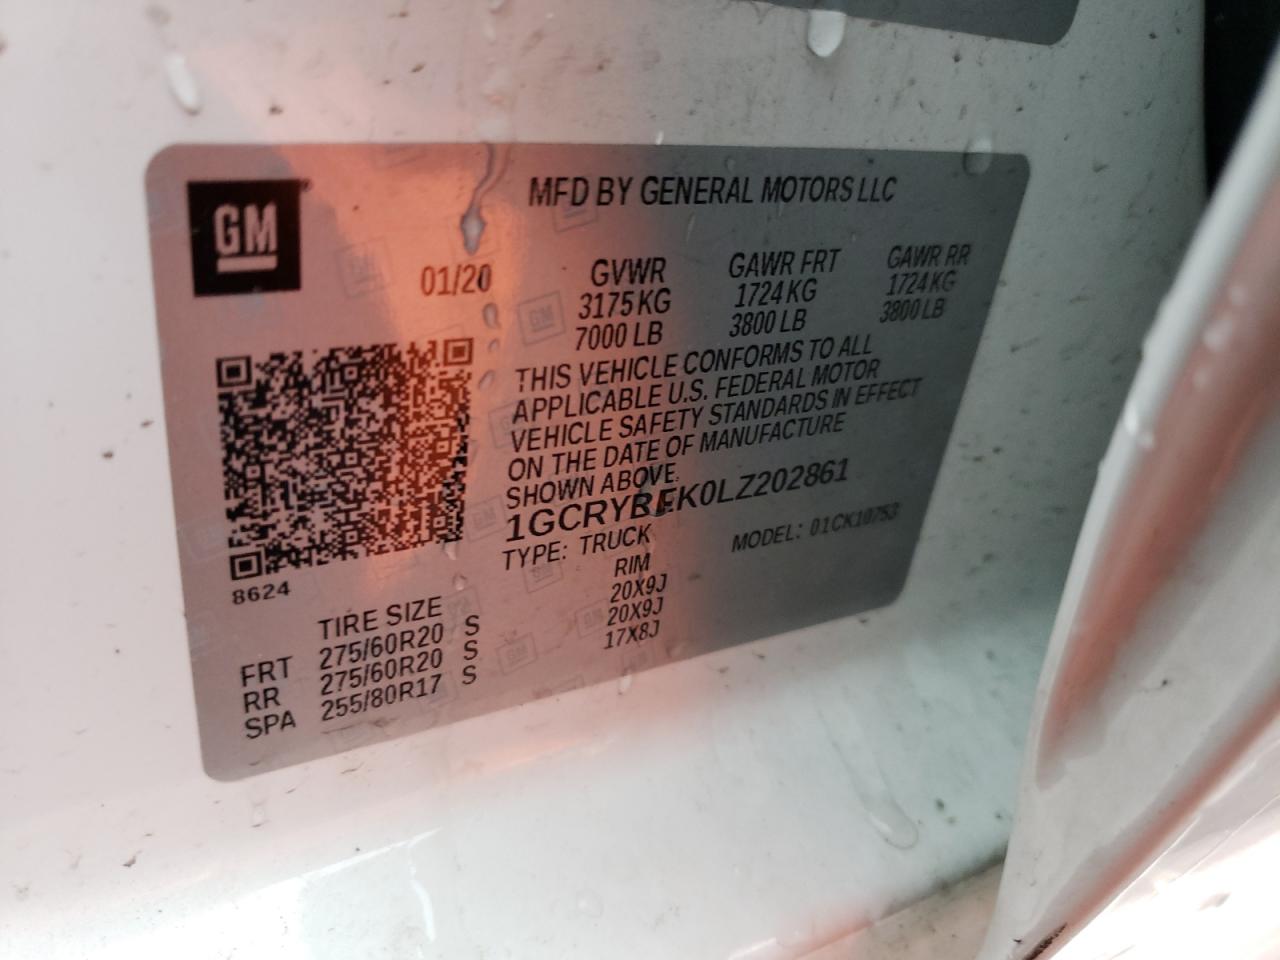 GM
MFD BY GENERAL MOTORS LLC
01/20
GVWR GAWR FRT GAWR RR
3175KG 1724KG 1724KG
7000 LB 3800 LB 3800 LB
THIS VEHICLE CONFORMS TO ALL
APPLICABLE U.S. FEDERAL MOTOR
VEHICLE SAFETY STANDARDS IN EFFECT
ON THE DATE OF MANUFACTURE
SHOWN ABOVE.
1GCRYBEK0LZ202861
TYPE: TRUCK MODEL: 01CK10753
8624
TIRE SIZE RIM
FRT 275/60R20 S 20X9J
RR 275/60R20 S 20X9J
SPA 255/80R17 S 17X8J